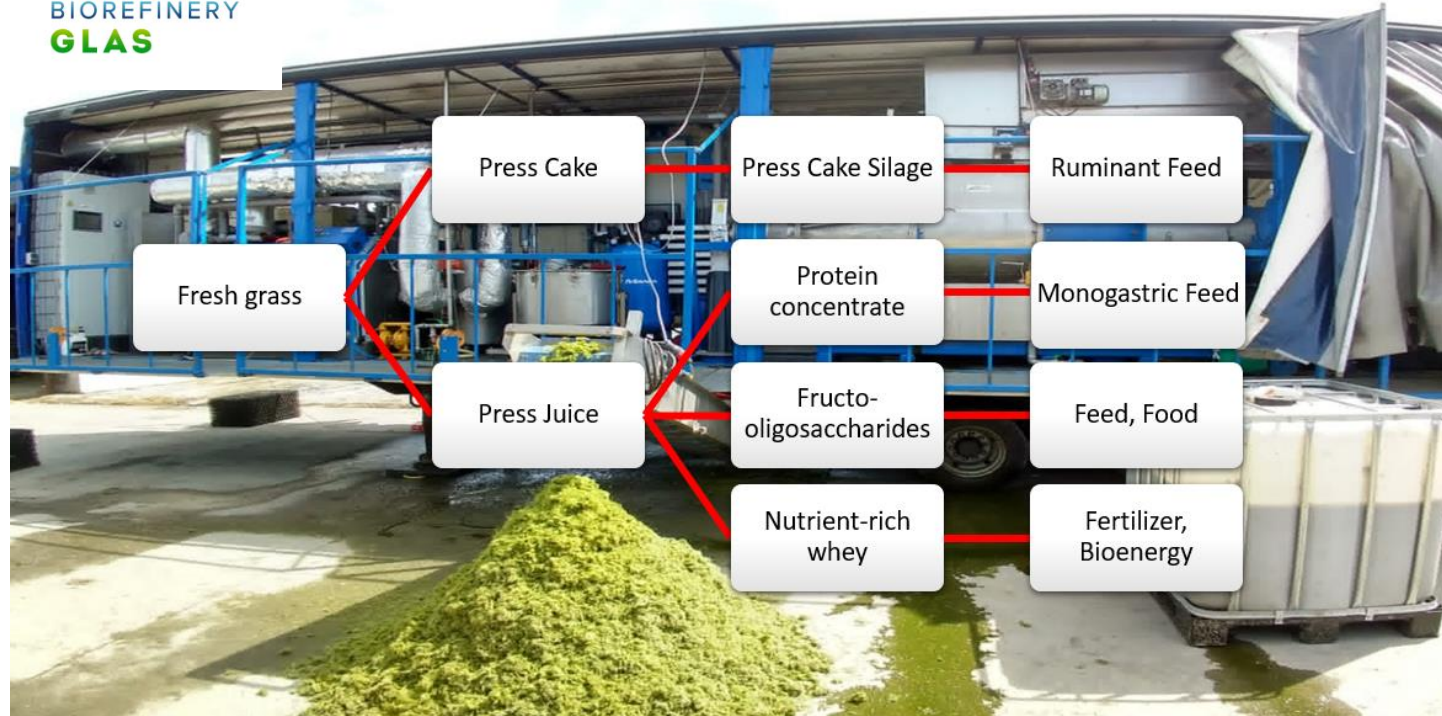 BIOREFINERY
GLAS
Press Cake
Press Cake Silage
Ruminant Feed
Fresh grass
Protein
concentrate
Monogastric Feed
Press Juice
Fructo-
oligosaccharides
Feed, Food
Nutrient-rich
whey
Fertilizer,
Bioenergy